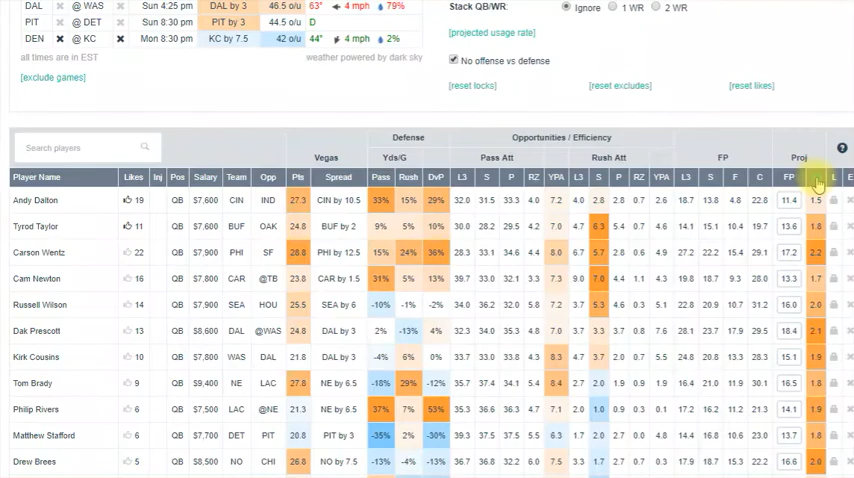 DAL @ WAS Sun 4:25 pm DAL by 3 46.5 o/u 63° 4 mph 79%
PIT @ DET Sun 8:30 pm PIT by 3 44.5 o/u D
DEN @ KC Mon 8:30 pm KC by 7.5 42 o/u 44° 4 mph 2%
all times are in EST weather powered by dark sky
[exclude games]
Stack QB/WR: Ignore 1 WR 2 WR
[projected usage rate]
No offense vs defense
[reset locks] [reset excludes] [reset likes]
Search players
Defense Opportunities / Efficiency
Vegas Yds/G Pass Att Rush Att FP Proj
Player Name Likes Inj Pos Salary Team Opp Pts Spread Pass Rush DvP L3 S P RZ YPA L3 S P RZ YPA L3 S F C FP L E
Andy Dalton 19 QB $7,600 CIN IND 27.3 CIN by 10.5 33% 15% 29% 32.0 31.5 33.3 4.0 7.2 4.0 2.8 2.8 0.7 2.6 18.7 13.8 4.8 22.8 11.4 1.5
Tyrod Taylor 11 QB $7,600 BUF OAK 24.8 BUF by 2 9% 5% 10% 30.0 28.2 29.5 4.2 7.0 4.7 6.3 5.4 0.8 4.6 14.1 15.1 10.4 19.7 13.6 1.8
Carson Wentz 22 QB $7,900 PHI SF 28.8 PHI by 12.5 15% 24% 36% 28.3 33.1 34.6 4.4 8.0 6.7 5.7 2.8 0.6 4.9 27.2 22.2 15.4 29.1 17.2 2.2
Cam Newton 16 QB $7,800 CAR @TB 23.8 CAR by 1.5 31% 5% 13% 39.7 33.0 32.1 3.3 7.3 9.0 7.0 4.4 1.1 4.3 19.8 18.7 9.3 28.0 13.3 1.7
Russell Wilson 14 QB $7,900 SEA HOU 25.5 SEA by 6 -10% -1% -2% 34.0 36.2 32.0 5.8 7.2 3.7 5.3 4.6 0.3 5.1 22.8 20.9 10.7 31.2 16.0 2.0
Dak Prescott 13 QB $8,600 DAL @WAS 24.8 DAL by 3 2% -13% 4% 32.3 34.0 35.3 4.8 7.0 3.7 3.3 3.7 0.8 7.6 28.1 23.7 17.9 29.5 18.4 2.1
Kirk Cousins 10 QB $7,800 WAS DAL 21.8 DAL by 3 -4% 6% 0% 33.7 33.0 33.8 4.3 8.3 4.7 3.7 2.0 0.7 5.5 24.8 20.8 13.3 28.3 15.1 1.9
Tom Brady 9 QB $9,400 NE LAC 27.8 NE by 6.5 -18% 29% -12% 35.7 37.4 34.1 5.4 8.4 2.7 2.0 1.9 0.9 1.9 16.4 21.0 11.9 30.1 16.5 1.8
Philip Rivers 6 QB $7,500 LAC @NE 21.3 NE by 6.5 37% 7% 53% 35.3 36.6 36.3 4.7 7.1 2.3 1.0 0.9 0.3 0.1 17.2 16.2 11.2 21.2 14.1 1.9
Matthew Stafford 6 QB $7,700 DET PIT 20.8 PIT by 3 -35% 2% -30% 39.3 37.5 37.5 5.5 6.3 1.7 2.0 2.7 0.0 4.8 14.4 16.8 10.0 23.6 13.7 1.8
Drew Brees 5 QB $8,500 NO CHI 26.8 NO by 7.5 -13% -4% -13% 36.7 36.8 32.2 6.0 7.5 3.3 1.7 2.7 0.7 0.3 17.9 18.7 15.3 22.2 16.6 2.0